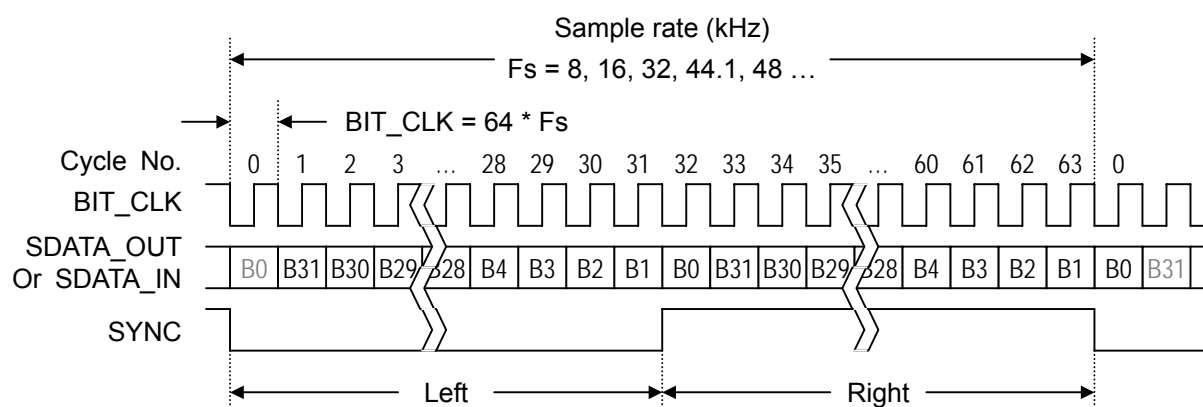 Sample rate (kHz)
Fs = 8, 16, 32, 44.1, 48 …
BIT_CLK = 64 * Fs
Cycle No. 0 1 2 3 … 28 29 30 31 32 33 34 35 … 60 61 62 63 0
BIT_CLK
SDATA_OUT
Or SDATA_IN
B0 B31 B30 B29 B28 B4 B3 B2 B1 B0 B31 B30 B29 B28 B4 B3 B2 B1 B0 B31
SYNC
Left Right